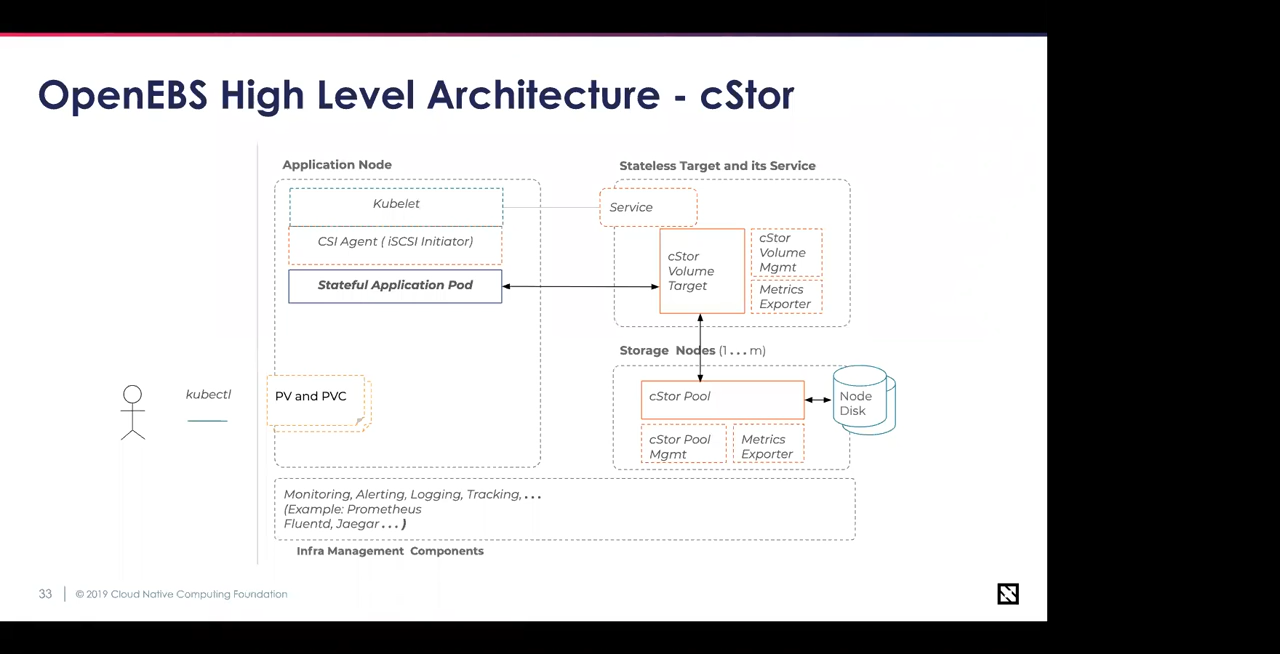 OpenEBS High Level Architecture - cStor
Application Node
Kubelet
CSI Agent ( iSCSI Initiator)
Stateful Application Pod
PV and PVC
kubectl
Stateless Target and its Service
Service
cStor
Volume
Target
cStor
Volume
Mgmt
Metrics
Exporter
Storage Nodes (1...m)
cStor Pool
cStor Pool
Mgmt
Metrics
Exporter
Node
Disk
Monitoring, Alerting, Logging, Tracking,...
(Example: Prometheus
Fluentd, Jaegar...)
Infra Management Components
33
© 2019 Cloud Native Computing Foundation